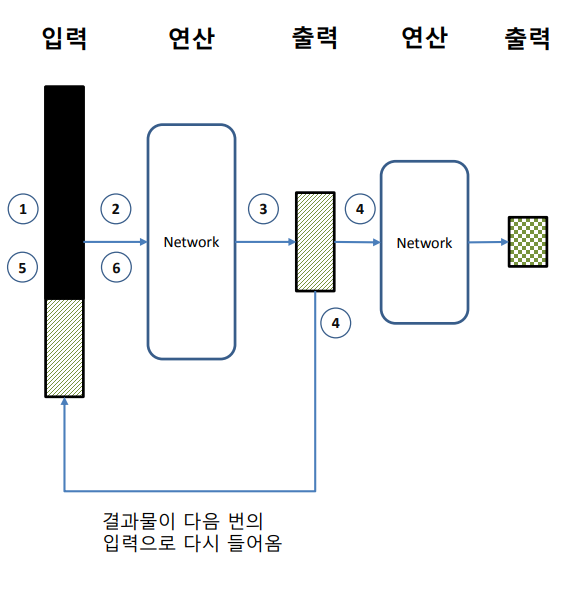 입력 연산 출력 연산 출력
1 2 3 4
Network Network
5 6
4
결과물이 다음 번의
입력으로 다시 들어옴